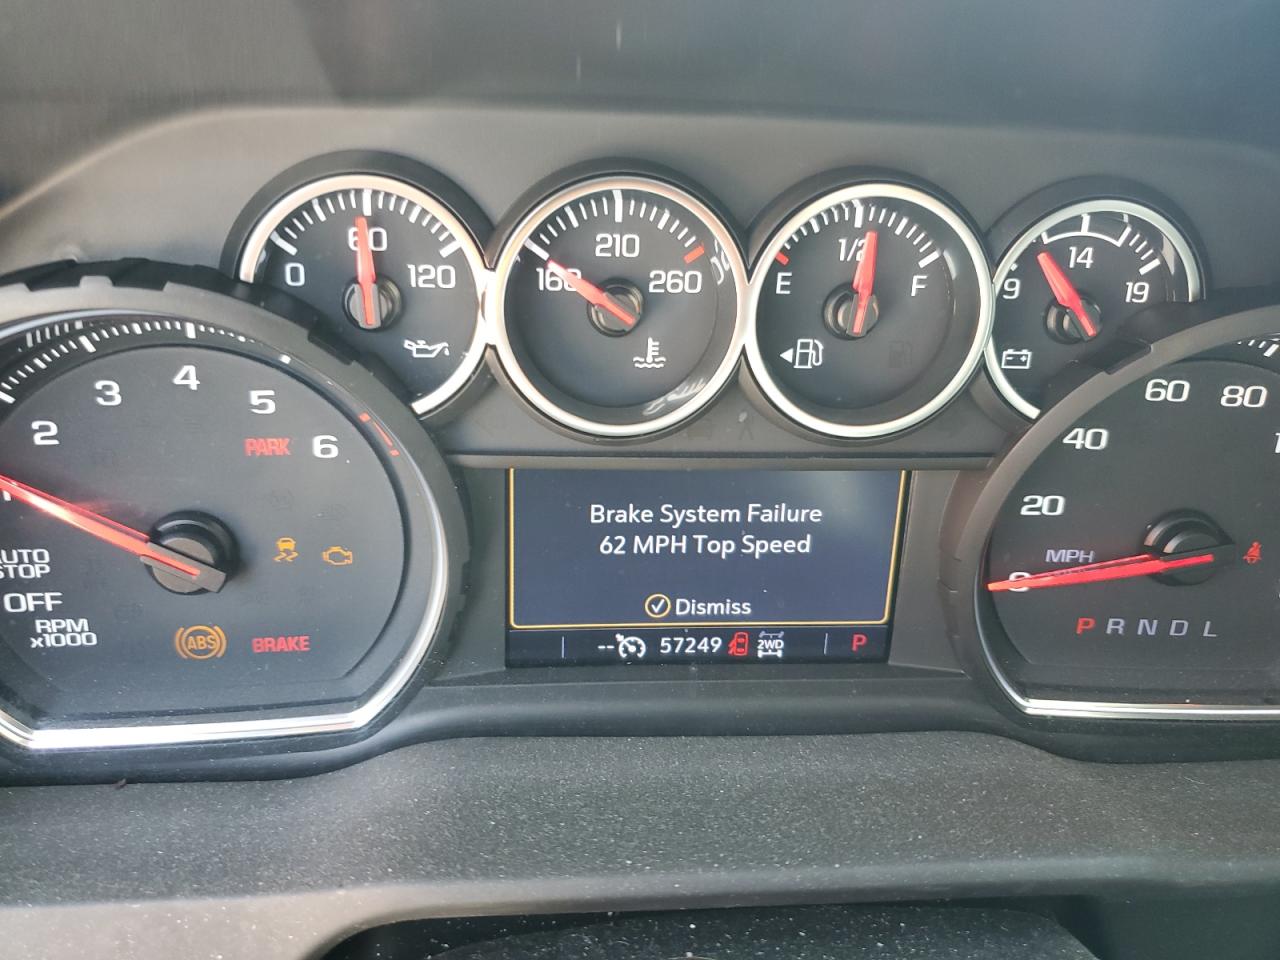 0 60 120
160 210 260
E 1/2 F
9 14 19
2 3 4 5 6
PARK
AUTO
STOP
OFF
RPM
x1000
ABS
BRAKE
Brake System Failure
62 MPH Top Speed
Dismiss
-- 57249 2WD P
0 20 40 60 80
MPH
P R N D L